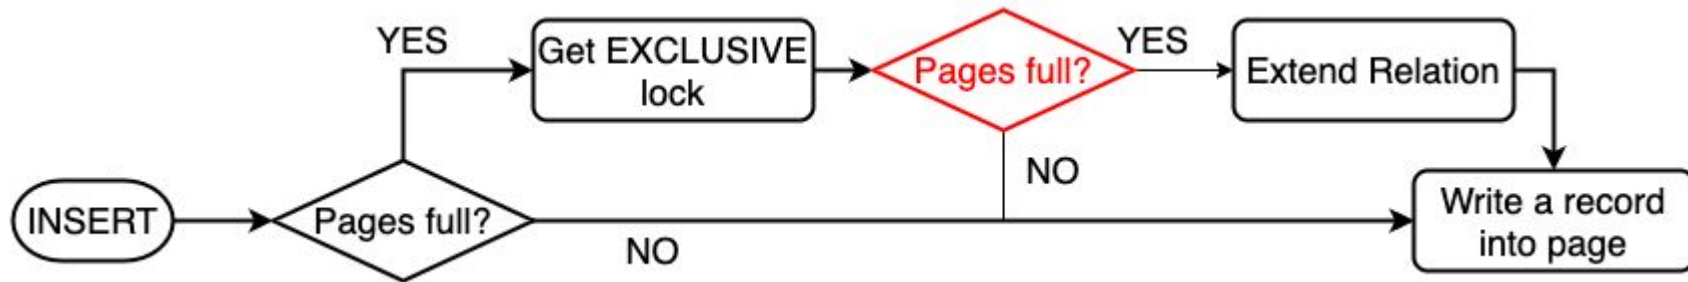 YES
Get EXCLUSIVE
lock
Pages full?
YES
Extend Relation
NO
INSERT
Pages full?
NO
Write a record
into page